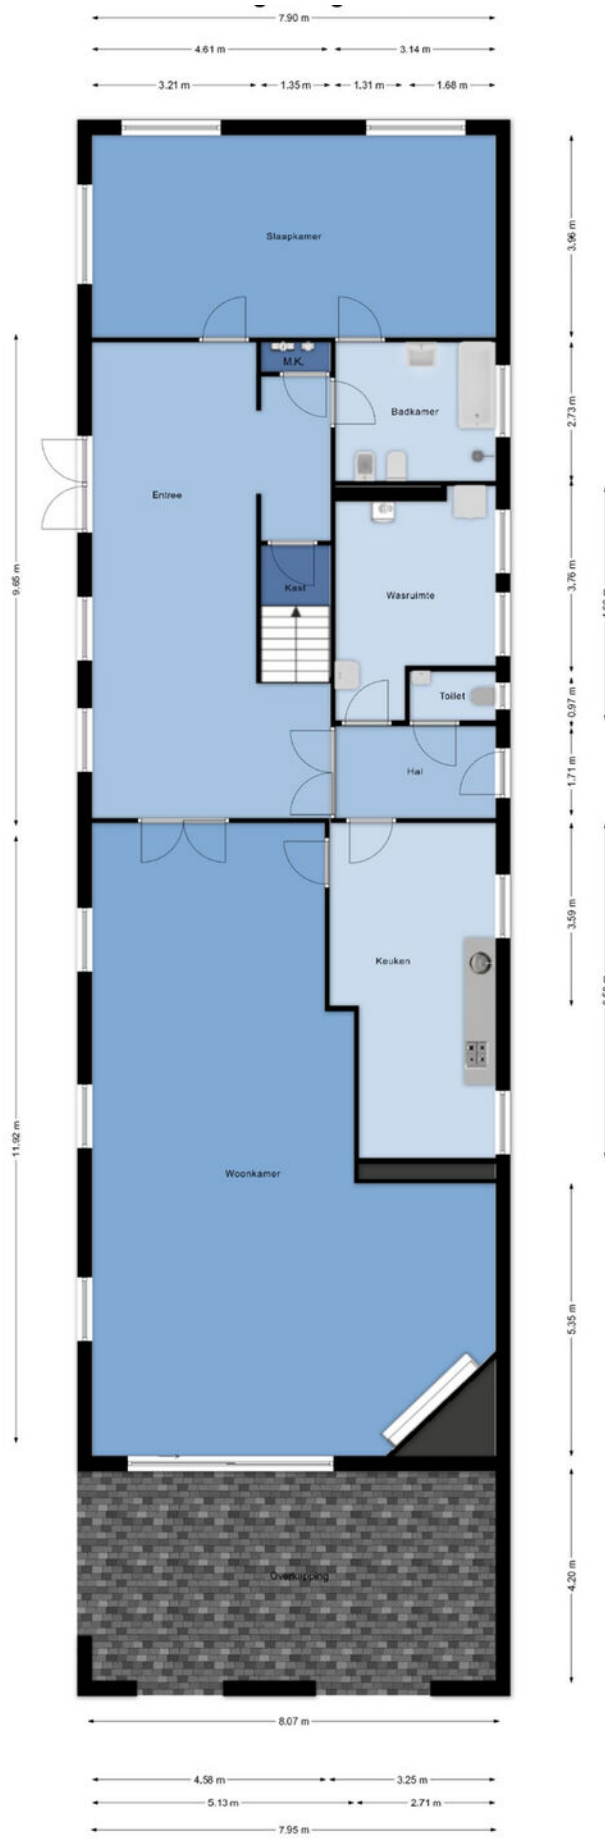 7.90 m
4.61 m 3.14 m
3.21 m 1.35 m 1.31 m 1.68 m
Slaapkamer
3.96 m
M.K.
Badkamer
2.73 m
Entree
9.65 m
Kast
Wasruimte
3.76 m
Toilet
0.97 m
Hal
1.71 m
Keuken
3.59 m
11.92 m
Woonkamer
5.35 m
Overkapping
4.20 m
8.07 m
4.58 m 3.25 m
5.13 m 2.71 m
7.95 m